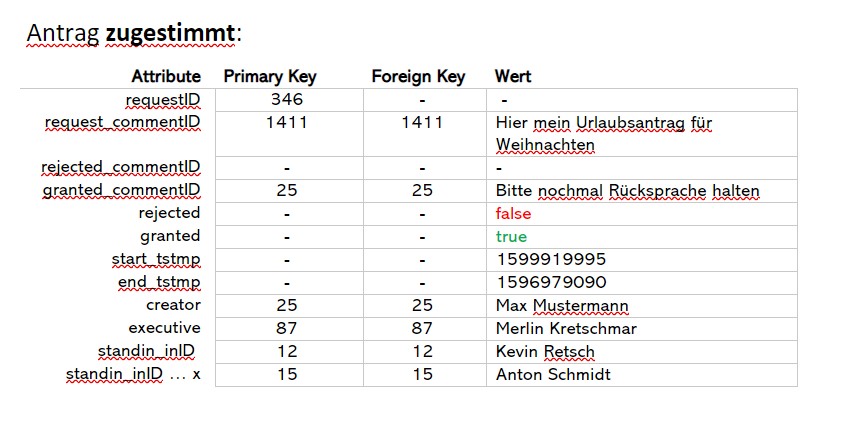 Antrag zugestimmt:
Attribute Primary Key Foreign Key Wert
requestID 346 - -
request_commentID 1411 1411 Hier mein Urlaubsantrag für
Weihnachten
rejected_commentID - - -
granted_commentID 25 25 Bitte nochmal Rücksprache halten
rejected - - false
granted - - true
start_tstmp - - 1599919995
end_tstmp - - 1596979090
creator 25 25 Max Mustermann
executive 87 87 Merlin Kretschmar
standin_inID 12 12 Kevin Retsch
standin_inID ... x 15 15 Anton Schmidt